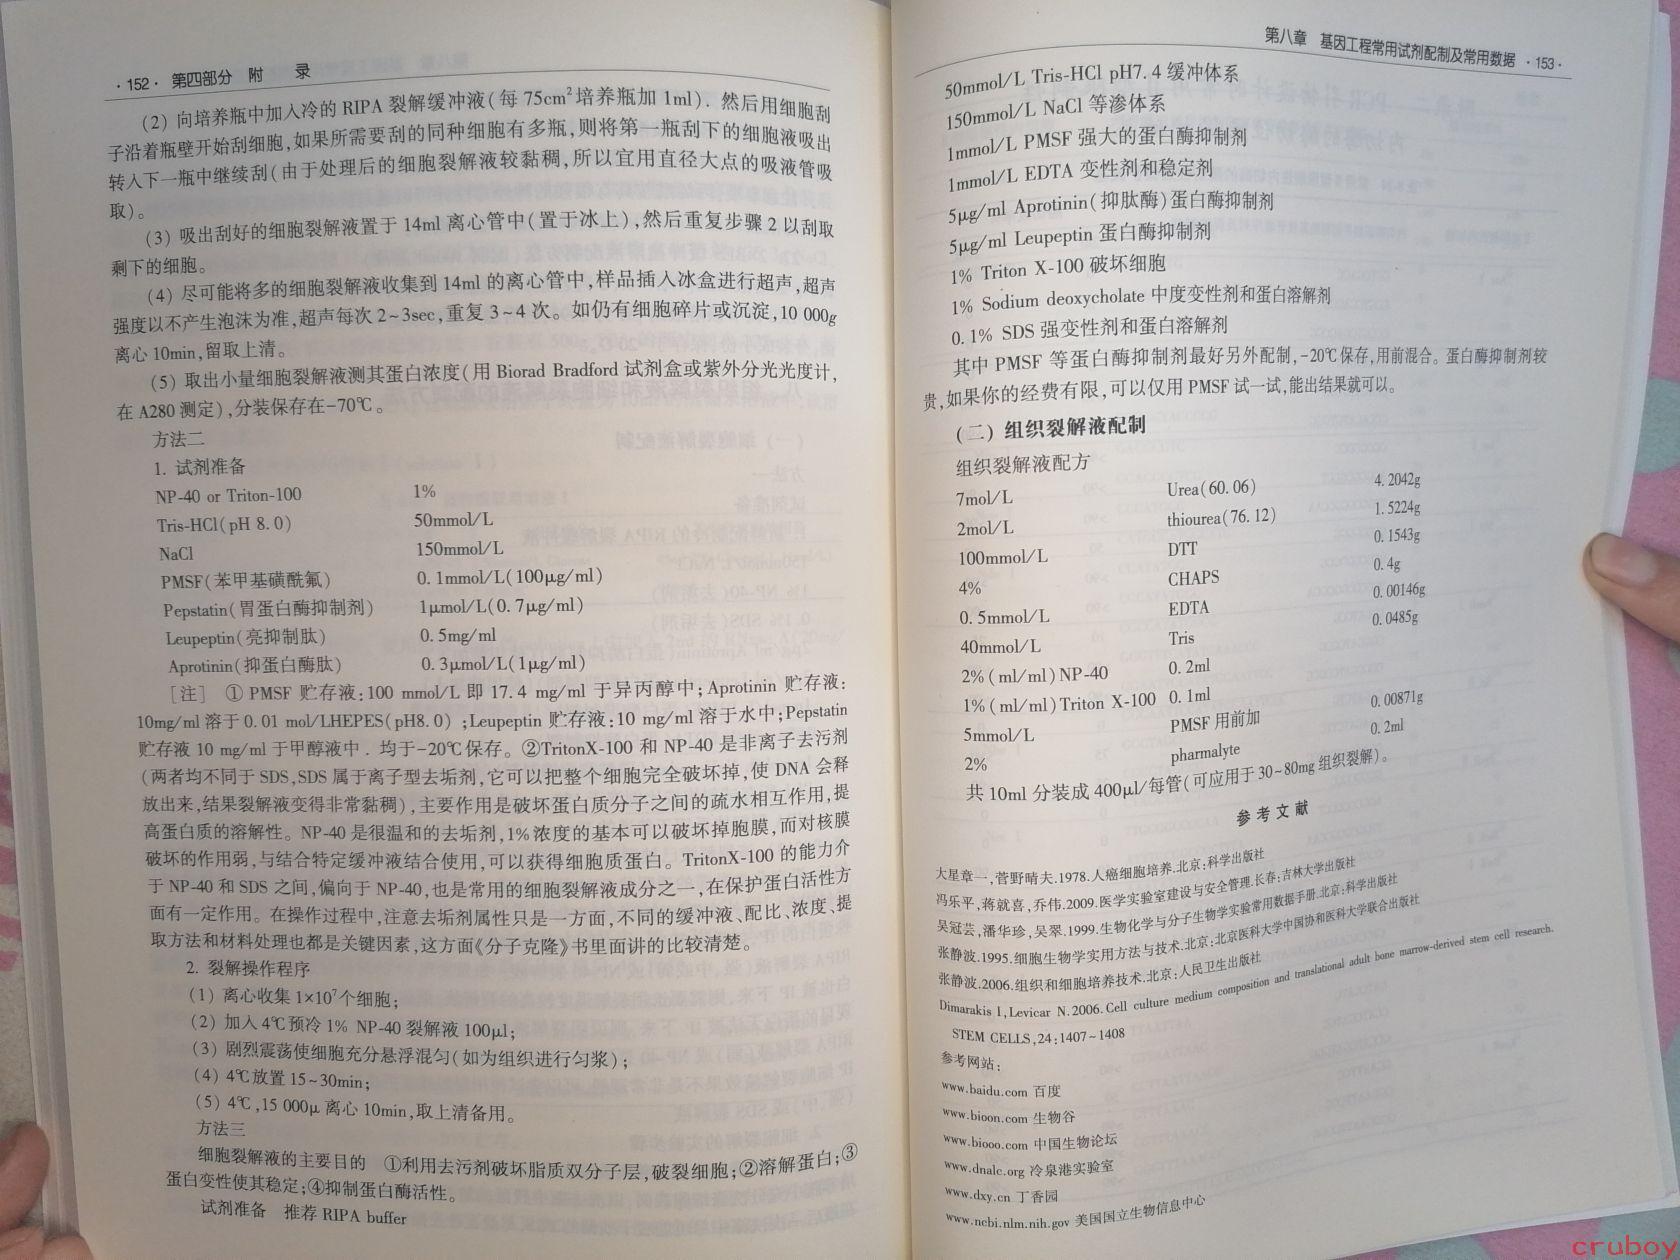 ·152· 第四部分 附 录
(2) 向培养瓶中加入冷的 RIPA 裂解缓冲液(每 75cm²培养瓶加 1ml). 然后用细胞刮
子沿着瓶壁开始刮细胞,如果所需要刮的同种细胞有多瓶,则将第一瓶刮下的细胞液吸出
转入下一瓶中继续刮(由于处理后的细胞裂解液较黏稠,所以宜用直径大点的吸液管吸
取)。
(3) 吸出刮好的细胞裂解液置于 14ml 离心管中(置于冰上),然后重复步骤 2 以刮取
剩下的细胞。
(4) 尽可能将多的细胞裂解液收集到 14ml 的离心管中,样品插入冰盒进行超声,超声
强度以不产生泡沫为准,超声每次 2~3sec,重复 3~4 次。如仍有细胞碎片或沉淀,10 000g
离心 10min,留取上清。
(5) 取出小量细胞裂解液测其蛋白浓度(用 Biorad Bradford 试剂盒或紫外分光光度计,
在 A280 测定),分装保存在-70℃。
方法二
1. 试剂准备
NP-40 or Triton-100 1%
Tris-HCl(pH 8.0) 50mmol/L
NaCl 150mmol/L
PMSF(苯甲基磺酰氟) 0.1mmol/L(100μg/ml)
Pepstatin(胃蛋白酶抑制剂) 1μmol/L(0.7μg/ml)
Leupeptin(亮抑制肽) 0.5mg/ml
Aprotinin(抑蛋白酶肽) 0.3μmol/L(1μg/ml)
[注] ① PMSF 贮存液:100 mmol/L 即 17.4 mg/ml 于异丙醇中;Aprotinin 贮存液:
10mg/ml 溶于 0.01 mol/LHEPES(pH8.0) ;Leupeptin 贮存液:10 mg/ml 溶于水中;Pepstatin
贮存液 10 mg/ml 于甲醇液中. 均于-20℃保存。②TritonX-100 和 NP-40 是非离子去污剂
(两者均不同于 SDS,SDS 属于离子型去垢剂,它可以把整个细胞完全破坏掉,使 DNA 会释
放出来,结果裂解液变得非常黏稠),主要作用是破坏蛋白质分子之间的疏水相互作用,提
高蛋白质的溶解性。NP-40 是很温和的去垢剂,1%浓度的基本可以破坏掉胞膜,而对核膜
破坏的作用弱,与结合特定缓冲液结合使用,可以获得细胞质蛋白。TritonX-100 的能力介
于 NP-40 和 SDS 之间,偏向于 NP-40,也是常用的细胞裂解液成分之一,在保护蛋白活性方
面有一定作用。在操作过程中,注意去垢剂属性只是一方面,不同的缓冲液、配比、浓度、提
取方法和材料处理也都是关键因素,这方面《分子克隆》书里面讲的比较清楚。
2. 裂解操作程序
(1) 离心收集 1×10⁷个细胞;
(2) 加入 4℃预冷 1% NP-40 裂解液 100μl;
(3) 剧烈震荡使细胞充分悬浮混匀(如为组织进行匀浆);
(4) 4℃放置 15~30min;
(5) 4℃,15 000μ 离心 10min,取上清备用。
方法三
细胞裂解液的主要目的 ①利用去污剂破坏脂质双分子层,破裂细胞;②溶解蛋白;③
蛋白变性使其稳定;④抑制蛋白酶活性。
试剂准备 推荐 RIPA buffer
第八章 基因工程常用试剂配制及常用数据 ·153·
50mmol/L Tris-HCl pH7.4 缓冲体系
150mmol/L NaCl 等渗体系
1mmol/L PMSF 强大的蛋白酶抑制剂
1mmol/L EDTA 变性剂和稳定剂
5μg/ml Aprotinin(抑肽酶)蛋白酶抑制剂
5μg/ml Leupeptin 蛋白酶抑制剂
1% Triton X-100 破坏细胞
1% Sodium deoxycholate 中度变性剂和蛋白溶解剂
0.1% SDS 强变性剂和蛋白溶解剂
其中 PMSF 等蛋白酶抑制剂最好另外配制,-20℃保存,用前混合。蛋白酶抑制剂较
贵,如果你的经费有限,可以仅用 PMSF 试一试,能出结果就可以。
(二) 组织裂解液配制
组织裂解液配方
7mol/L Urea(60.06) 4.2042g
2mol/L thiourea(76.12) 1.5224g
100mmol/L DTT 0.1543g
4% CHAPS 0.4g
0.5mmol/L EDTA 0.00146g
40mmol/L Tris 0.0485g
2%(ml/ml)NP-40 0.2ml
1%(ml/ml)Triton X-100 0.1ml
5mmol/L PMSF 用前加 0.00871g
2% pharmalyte 0.2ml
共 10ml 分装成 400μl/每管(可应用于 30~80mg 组织裂解)。
参考文献
大星章一,菅野晴夫.1978.人癌细胞培养.北京:科学出版社
冯乐平,蒋就喜,乔伟.2009.医学实验室建设与安全管理.长春:吉林大学出版社
吴冠芸,潘华珍,吴翚.1999.生物化学与分子生物学实验常用数据手册.北京:科学出版社
张静波.1995.细胞生物学实用方法与技术.北京:北京医科大学中国协和医科大学联合出版社
张静波.2006.组织和细胞培养技术.北京:人民卫生出版社
Dimarakis I,Levicar N.2006.Cell culture medium composition and translational adult bone marrow-derived stem cell research.
STEM CELLS,24:1407~1408
参考网站:
www.baidu.com 百度
www.bioon.com 生物谷
www.biooo.com 中国生物论坛
www.dnalc.org 冷泉港实验室
www.dxy.cn 丁香园
www.ncbi.nlm.nih.gov 美国国立生物信息中心
cruboy